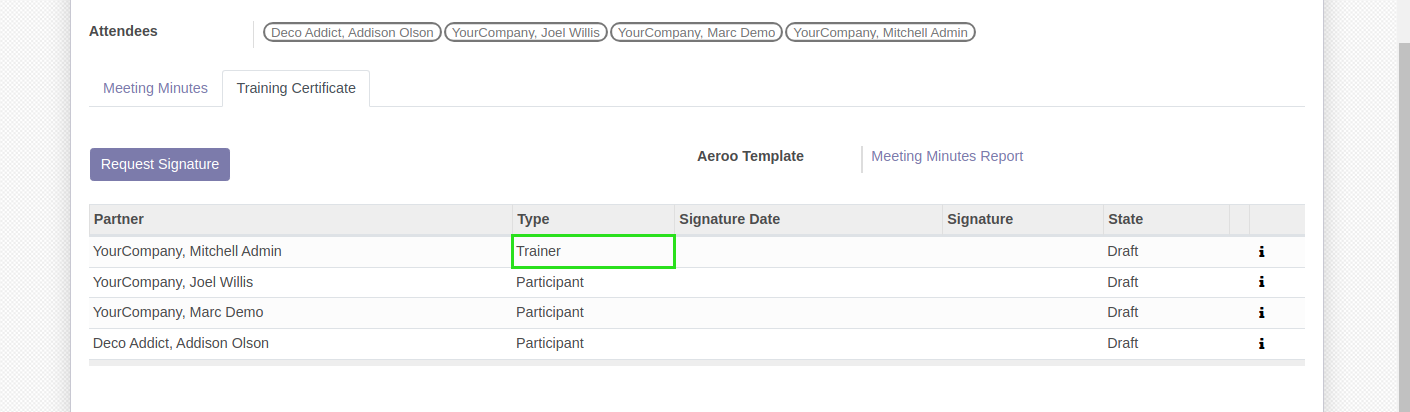 Attendees Deco Addict, Addison Olson YourCompany, Joel Willis YourCompany, Marc Demo YourCompany, Mitchell Admin
Meeting Minutes Training Certificate
Request Signature Aeroo Template Meeting Minutes Report
Partner Type Signature Date Signature State
YourCompany, Mitchell Admin Trainer Draft
YourCompany, Joel Willis Participant Draft
YourCompany, Marc Demo Participant Draft
Deco Addict, Addison Olson Participant Draft